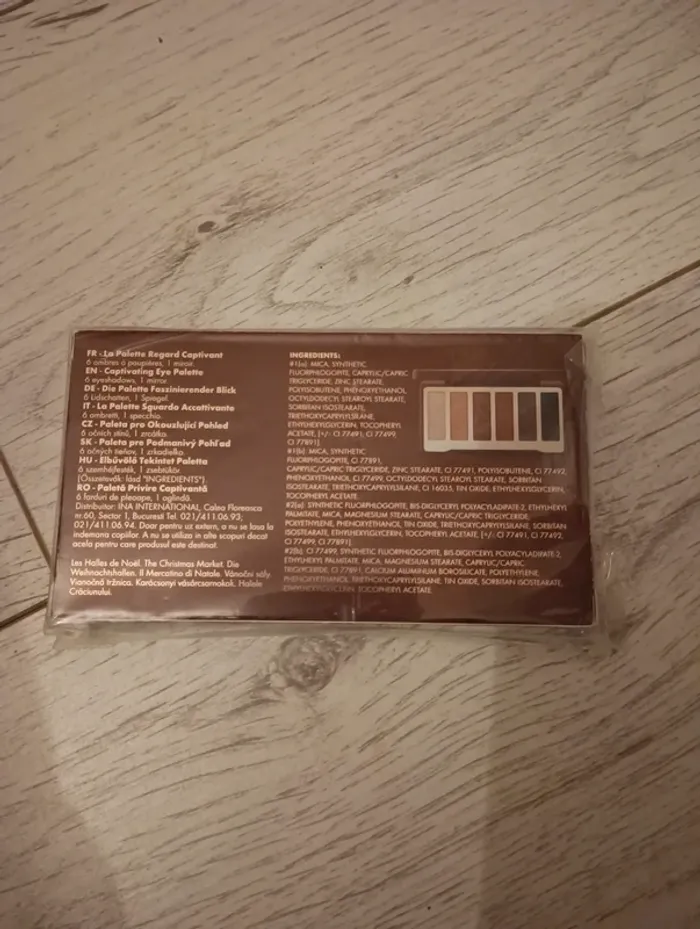 FR - La Palette Regard Captivant
6 ombres à paupières, 1 miroir.
EN - Captivating Eye Palette
6 eyeshadows, 1 mirror.
DE - Die Palette Faszinierender Blick
6 Lidschatten, 1 Spiegel.
IT - La Palette Sguardo Accattivante
6 ombretti, 1 specchio.
CZ - Paleta pro Okouzlující Pohled
6 očních stínů, 1 zrcátko.
SK - Paleta pre Podmanivý Pohľad
6 očných tieňov, 1 zrkadielko.
HU - Elbűvölő Tekintet Paletta
6 szemhéjfesték, 1 zsebtükör
(Összetevők: lásd "INGREDIENTS")
RO - Paletă Privire Captivantă
6 farduri de pleoape, 1 oglindă.
Distribuitor: INA INTERNATIONAL, Calea Floreasca
nr.60, Sector 1, Bucuresti Tel. 021/411.06.93;
021/411.06.94. Doar pentru uz extern, a nu se lasa la
indemana copiilor. A nu se utiliza in alte scopuri decat
acela pentru care produsul este destinat.
Les Halles de Noël. The Christmas Market. Die
Weihnachtshallen. Il Mercatino di Natale. Vánoční sály.
Vianočná tržnica. Karácsonyi vásárcsarnokok. Halele
Crăciunului.
INGREDIENTS:
#1(a): MICA, SYNTHETIC
FLUORPHLOGOPITE, CAPRYLIC/CAPRIC
TRIGLYCERIDE, ZINC STEARATE,
POLYISOBUTENE, PHENOXYETHANOL,
OCTYLDODECYL STEAROYL STEARATE,
SORBITAN ISOSTEARATE,
TRIETHOXYCAPRYLYLSILANE,
ETHYLHEXYLGLYCERIN, TOCOPHERYL
ACETATE, [+/- CI 77491, CI 77499,
CI 77891]
#1(b): MICA, SYNTHETIC
FLUORPHLOGOPITE, CI 77891,
CAPRYLIC/CAPRIC TRIGLYCERIDE, ZINC STEARATE, CI 77491, POLYISOBUTENE, CI 77492,
PHENOXYETHANOL, CI 77499, OCTYLDODECYL STEAROYL STEARATE, SORBITAN
ISOSTEARATE, TRIETHOXYCAPRYLYLSILANE, CI 16035, TIN OXIDE, ETHYLHEXYLGLYCERIN,
TOCOPHERYL ACETATE.
#2(a): SYNTHETIC FLUORPHLOGOPITE, BIS-DIGLYCERYL POLYACYLADIPATE-2, ETHYLHEXYL
PALMITATE, MICA, MAGNESIUM STEARATE, CAPRYLIC/CAPRIC TRIGLYCERIDE,
POLYETHYLENE, PHENOXYETHANOL, TIN OXIDE, TRIETHOXYCAPRYLYLSILANE, SORBITAN
ISOSTEARATE, ETHYLHEXYLGLYCERIN, TOCOPHERYL ACETATE, [+/- CI 77491, CI 77492,
CI 77499, CI 77891].
#2(b): CI 77499, SYNTHETIC FLUORPHLOGOPITE, BIS-DIGLYCERYL POLYACYLADIPATE-2,
ETHYLHEXYL PALMITATE, MICA, MAGNESIUM STEARATE, CAPRYLIC/CAPRIC
TRIGLYCERIDE, CI 77891, CALCIUM ALUMINUM BOROSILICATE, POLYETHYLENE,
PHENOXYETHANOL, TRIETHOXYCAPRYLYLSILANE, TIN OXIDE, SORBITAN ISOSTEARATE,
ETHYLHEXYLGLYCERIN, TOCOPHERYL ACETATE